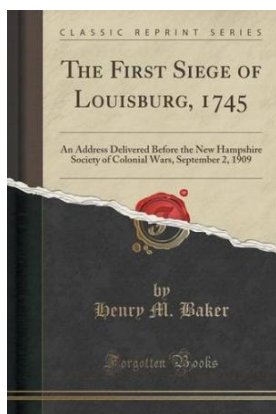 CLASSIC REPRINT SERIES
THE FIRST SIEGE OF
LOUISBURG, 1745
An Address Delivered Before the New Hampshire
Society of Colonial Wars, September 2, 1909
by
Henry M. Baker
Forgotten Books